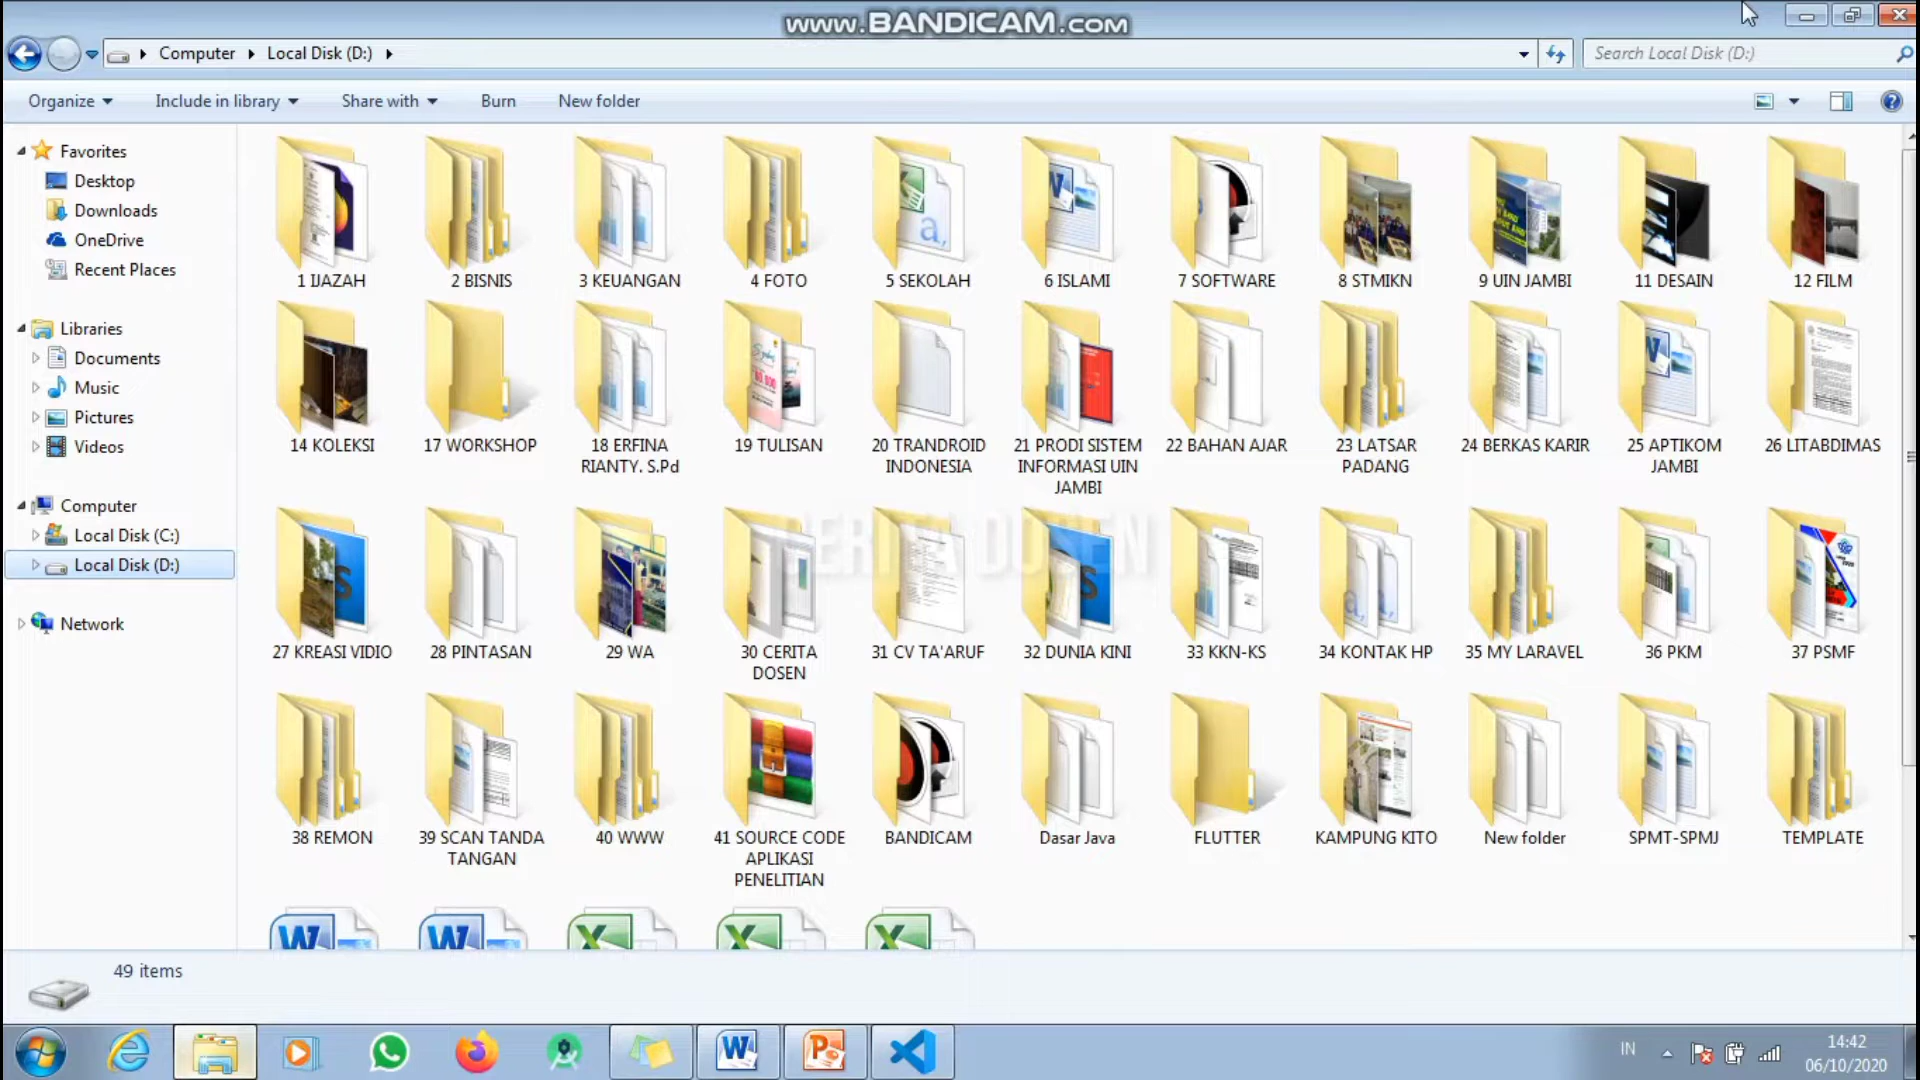 www.BANDICAM.com
Computer
Local Disk (D:)
Search Local Disk (D:)
Organize
Include in library
Share with
Burn
New folder
Favorites
Desktop
Downloads
OneDrive
Recent Places
Libraries
Documents
Music
Pictures
Videos
Computer
Local Disk (C:)
Local Disk (D:)
Network
1 IJAZAH
2 BISNIS
3 KEUANGAN
4 FOTO
5 SEKOLAH
6 ISLAMI
7 SOFTWARE
8 STMIKN
9 UIN JAMBI
11 DESAIN
12 FILM
14 KOLEKSI
17 WORKSHOP
18 ERFINA
RIANTY. S.Pd
19 TULISAN
20 TRANDROID
INDONESIA
21 PRODI SISTEM
INFORMASI UIN
JAMBI
22 BAHAN AJAR
23 LATSAR
PADANG
24 BERKAS KARIR
25 APTIKOM
JAMBI
26 LITABDIMAS
CERITA DOSEN
27 KREASI VIDIO
28 PINTASAN
29 WA
30 CERITA
DOSEN
31 CV TA'ARUF
32 DUNIA KINI
33 KKN-KS
34 KONTAK HP
35 MY LARAVEL
36 PKM
37 PSMF
38 REMON
39 SCAN TANDA
TANGAN
40 WWW
41 SOURCE CODE
APLIKASI
PENELITIAN
BANDICAM
Dasar Java
FLUTTER
KAMPUNG KITO
New folder
SPMT-SPMJ
TEMPLATE
49 items
IN
14:42
06/10/2020